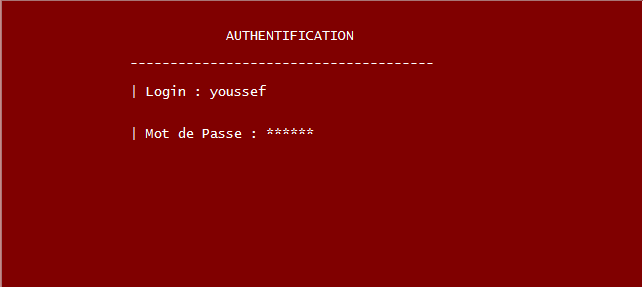 AUTHENTIFICATION
--------------------------------------
| Login : youssef
| Mot de Passe : ******